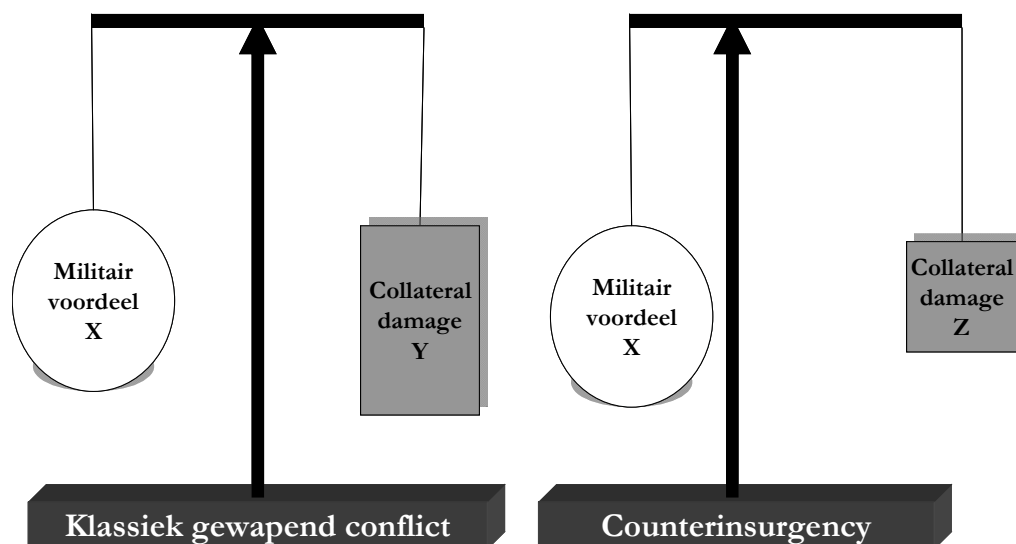 Militair
voordeel
X
Collateral
damage
Y
Klassiek gewapend conflict
Militair
voordeel
X
Collateral
damage
Z
Counterinsurgency